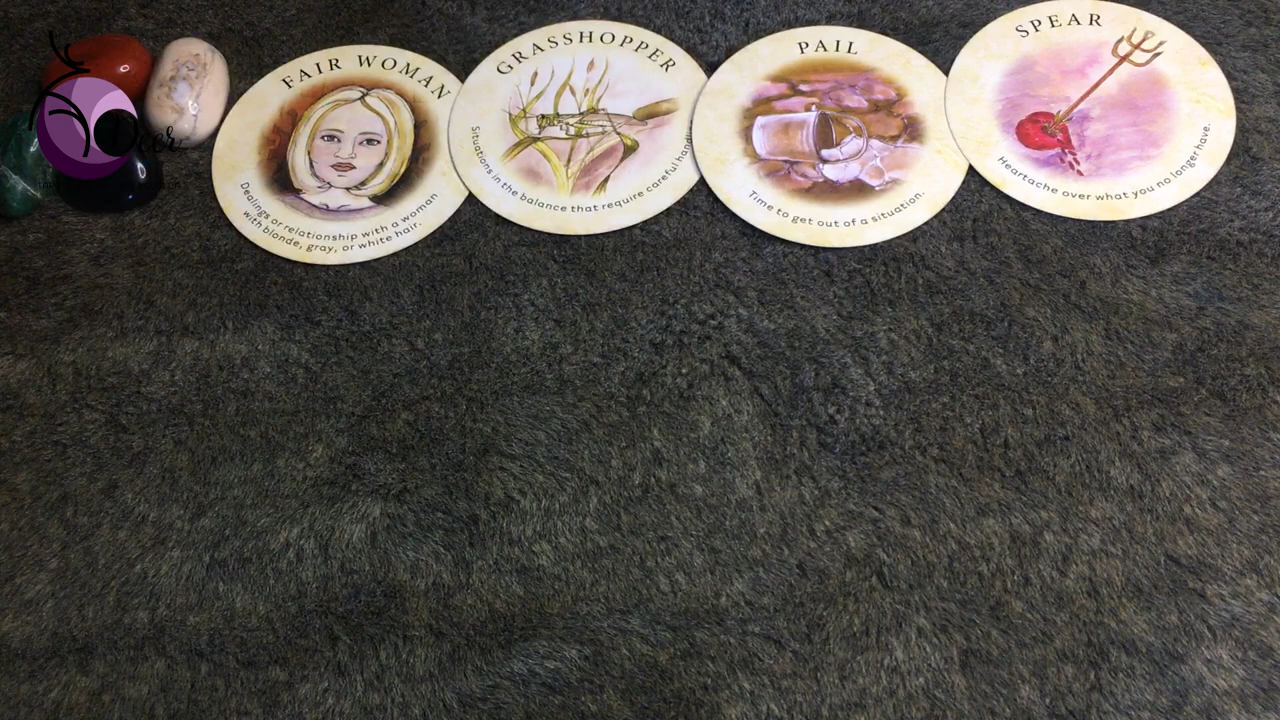 FAIR WOMAN
Dealings or relationship with a woman
with blonde, gray, or white hair.
GRASSHOPPER
Situations in the balance that require careful
PAIL
Time to get out of a situation.
SPEAR
Heartache over what you no longer have.
Deer